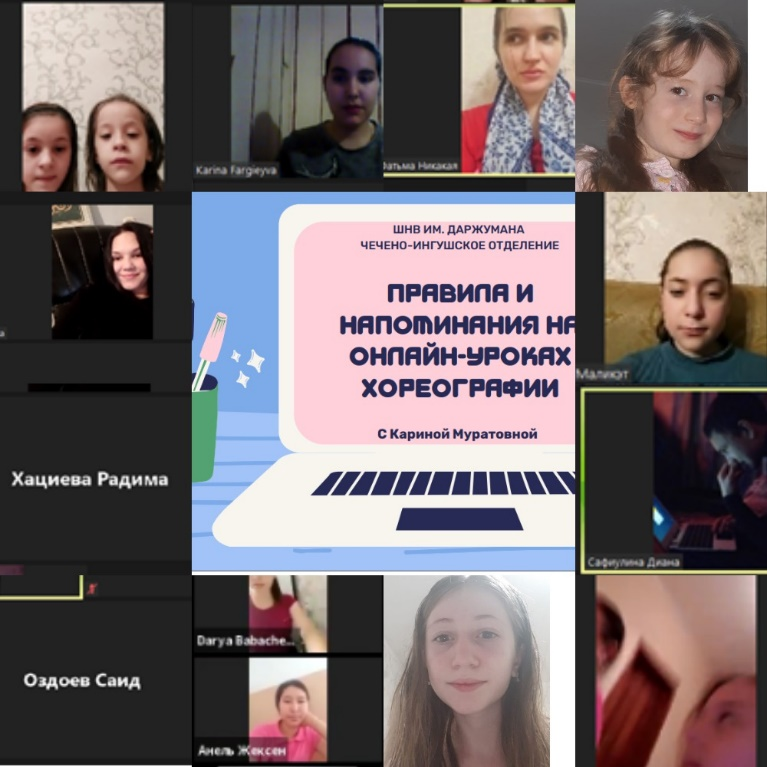 Karina Fargieyva
Фатьма Никакая
ШНВ ИМ. ДАРЖУМАНА
ЧЕЧЕНО-ИНГУШСКОЕ ОТДЕЛЕНИЕ
ПРАВИЛА И
НАПОМИНАНИЯ НА
ОНЛАЙН-УРОКАХ
ХОРЕОГРАФИИ
С Кариной Муратовной
Маликэт
Хациева Радима
Сафиулина Диана
Оздоев Саид
Darya Babache...
Анель Жексен